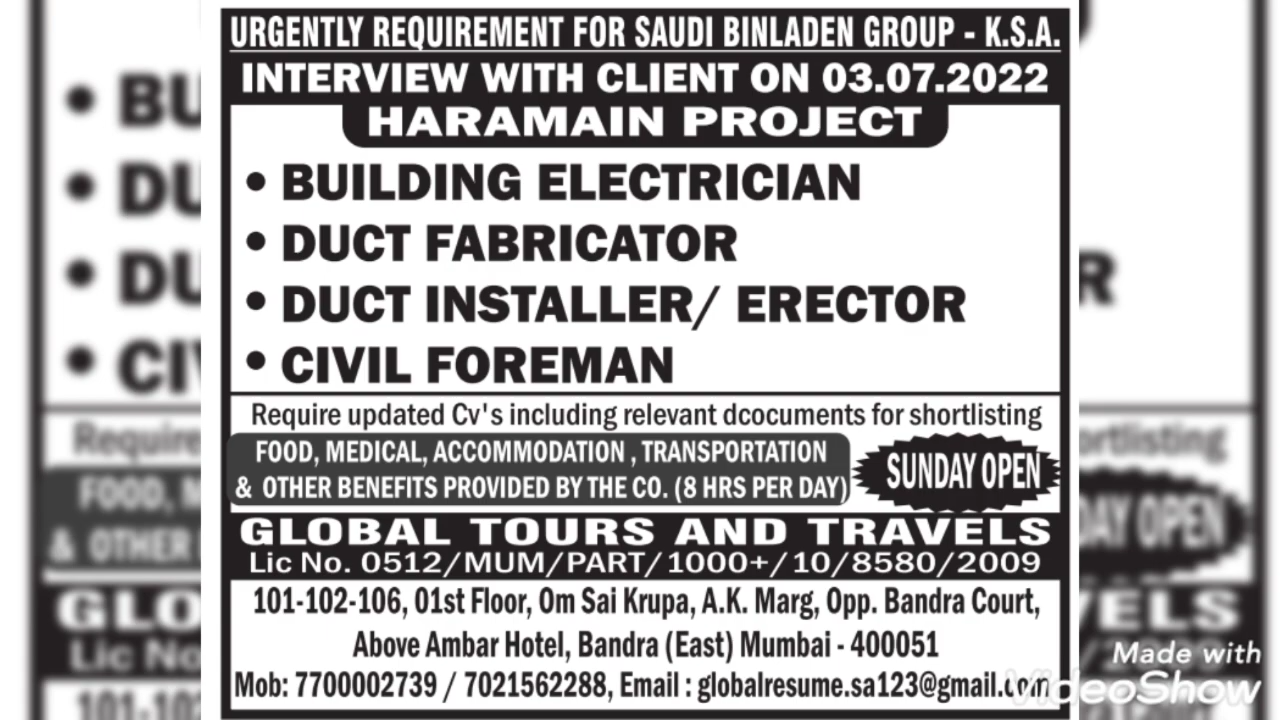 URGENTLY REQUIREMENT FOR SAUDI BINLADEN GROUP - K.S.A.
INTERVIEW WITH CLIENT ON 03.07.2022
HARAMAIN PROJECT
• BUILDING ELECTRICIAN
• DUCT FABRICATOR
• DUCT INSTALLER/ ERECTOR
• CIVIL FOREMAN
Require updated Cv's including relevant dcocuments for shortlisting
FOOD, MEDICAL, ACCOMMODATION , TRANSPORTATION
& OTHER BENEFITS PROVIDED BY THE CO. (8 HRS PER DAY)
SUNDAY OPEN
GLOBAL TOURS AND TRAVELS
Lic No. 0512/MUM/PART/1000+/10/8580/2009
101-102-106, 01st Floor, Om Sai Krupa, A.K. Marg, Opp. Bandra Court,
Above Ambar Hotel, Bandra (East) Mumbai - 400051
Mob: 7700002739 / 7021562288, Email : globalresume.sa123@gmail.com
Made with
VideoShow